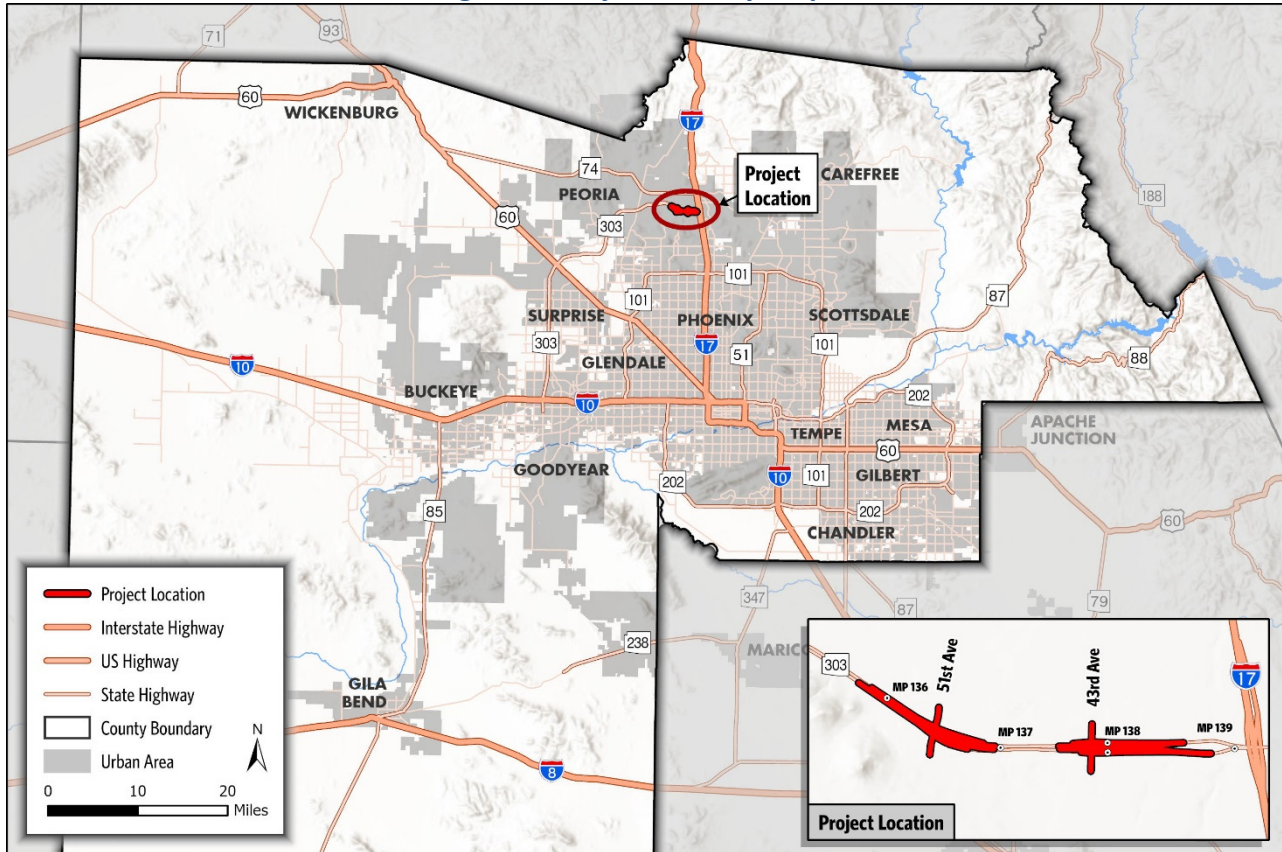 71
93
60
WICKENBURG
17
74
PEORIA
CAREFREE
Project
Location
188
60
303
87
101
101
SURPRISE
PHOENIX
SCOTTSDALE
303
17
51
101
88
10
GLENDALE
BUCKEYE
10
202
MESA
APACHE
JUNCTION
TEMPE
60
GOODYEAR
GILBERT
202
10
101
202
85
CHANDLER
60
347
87
79
238
GILA
BEND
8
Project Location
Interstate Highway
US Highway
State Highway
County Boundary
Urban Area
N
0 10 20
Miles
303
MP 136
51st Ave
MP 137
43rd Ave
MP 138
MP 139
17
Project Location